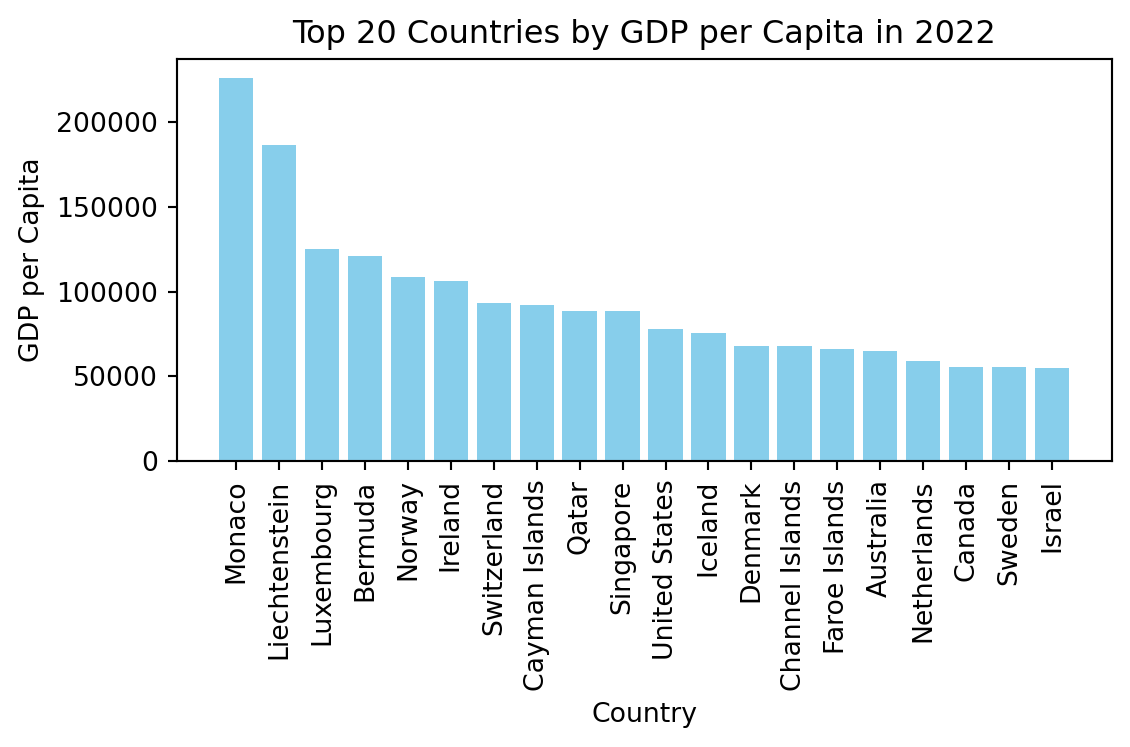 Top 20 Countries by GDP per Capita in 2022
GDP per Capita
200000
150000
100000
50000
0
Monaco
Liechtenstein
Luxembourg
Bermuda
Norway
Ireland
Switzerland
Cayman Islands
Qatar
Singapore
United States
Iceland
Denmark
Channel Islands
Faroe Islands
Australia
Netherlands
Canada
Sweden
Israel
Country